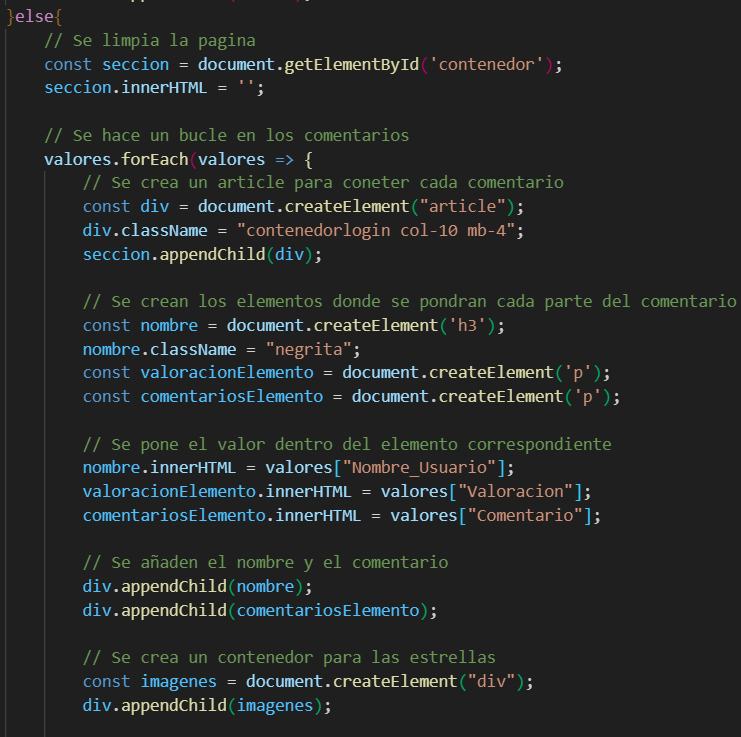 }else{
// Se limpia la pagina
const seccion = document.getElementById('contenedor');
seccion.innerHTML = '';
// Se hace un bucle en los comentarios
valores.forEach(valores => {
// Se crea un article para coneter cada comentario
const div = document.createElement("article");
div.className = "contenedorlogin col-10 mb-4";
seccion.appendChild(div);
// Se crean los elementos donde se pondran cada parte del comentario
const nombre = document.createElement('h3');
nombre.className = "negrita";
const valoracionElemento = document.createElement('p');
const comentariosElemento = document.createElement('p');
// Se pone el valor dentro del elemento correspondiente
nombre.innerHTML = valores["Nombre_Usuario"];
valoracionElemento.innerHTML = valores["Valoracion"];
comentariosElemento.innerHTML = valores["Comentario"];
// Se añaden el nombre y el comentario
div.appendChild(nombre);
div.appendChild(comentariosElemento);
// Se crea un contenedor para las estrellas
const imagenes = document.createElement("div");
div.appendChild(imagenes);